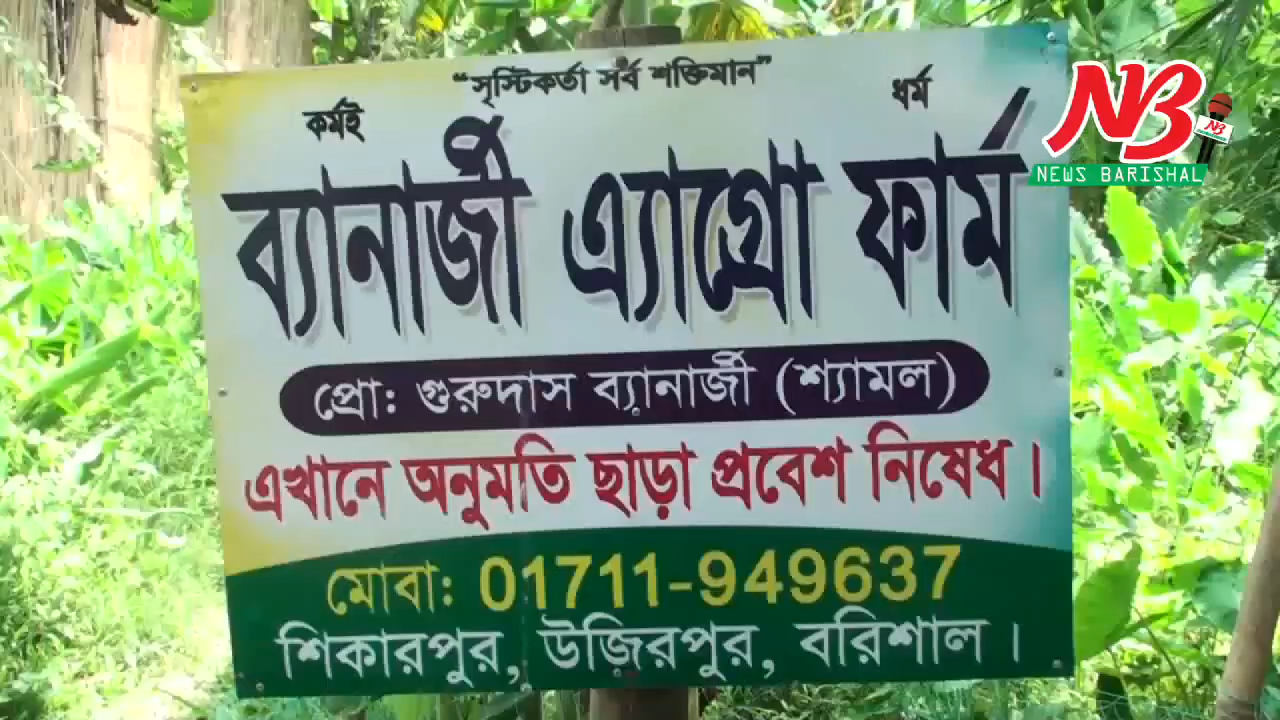 “সৃস্টিকর্তা সর্ব শক্তিমান”
কর্মই ধর্ম
ব্যানার্জী এ্যাগ্রো ফার্ম
প্রো: গুরুদাস ব্যানার্জী (শ্যামল)
এখানে অনুমতি ছাড়া প্রবেশ নিষেধ।
মোবা: 01711-949637
শিকারপুর, উজিরপুর, বরিশাল।
NB
NB
NEWS BARISHAL